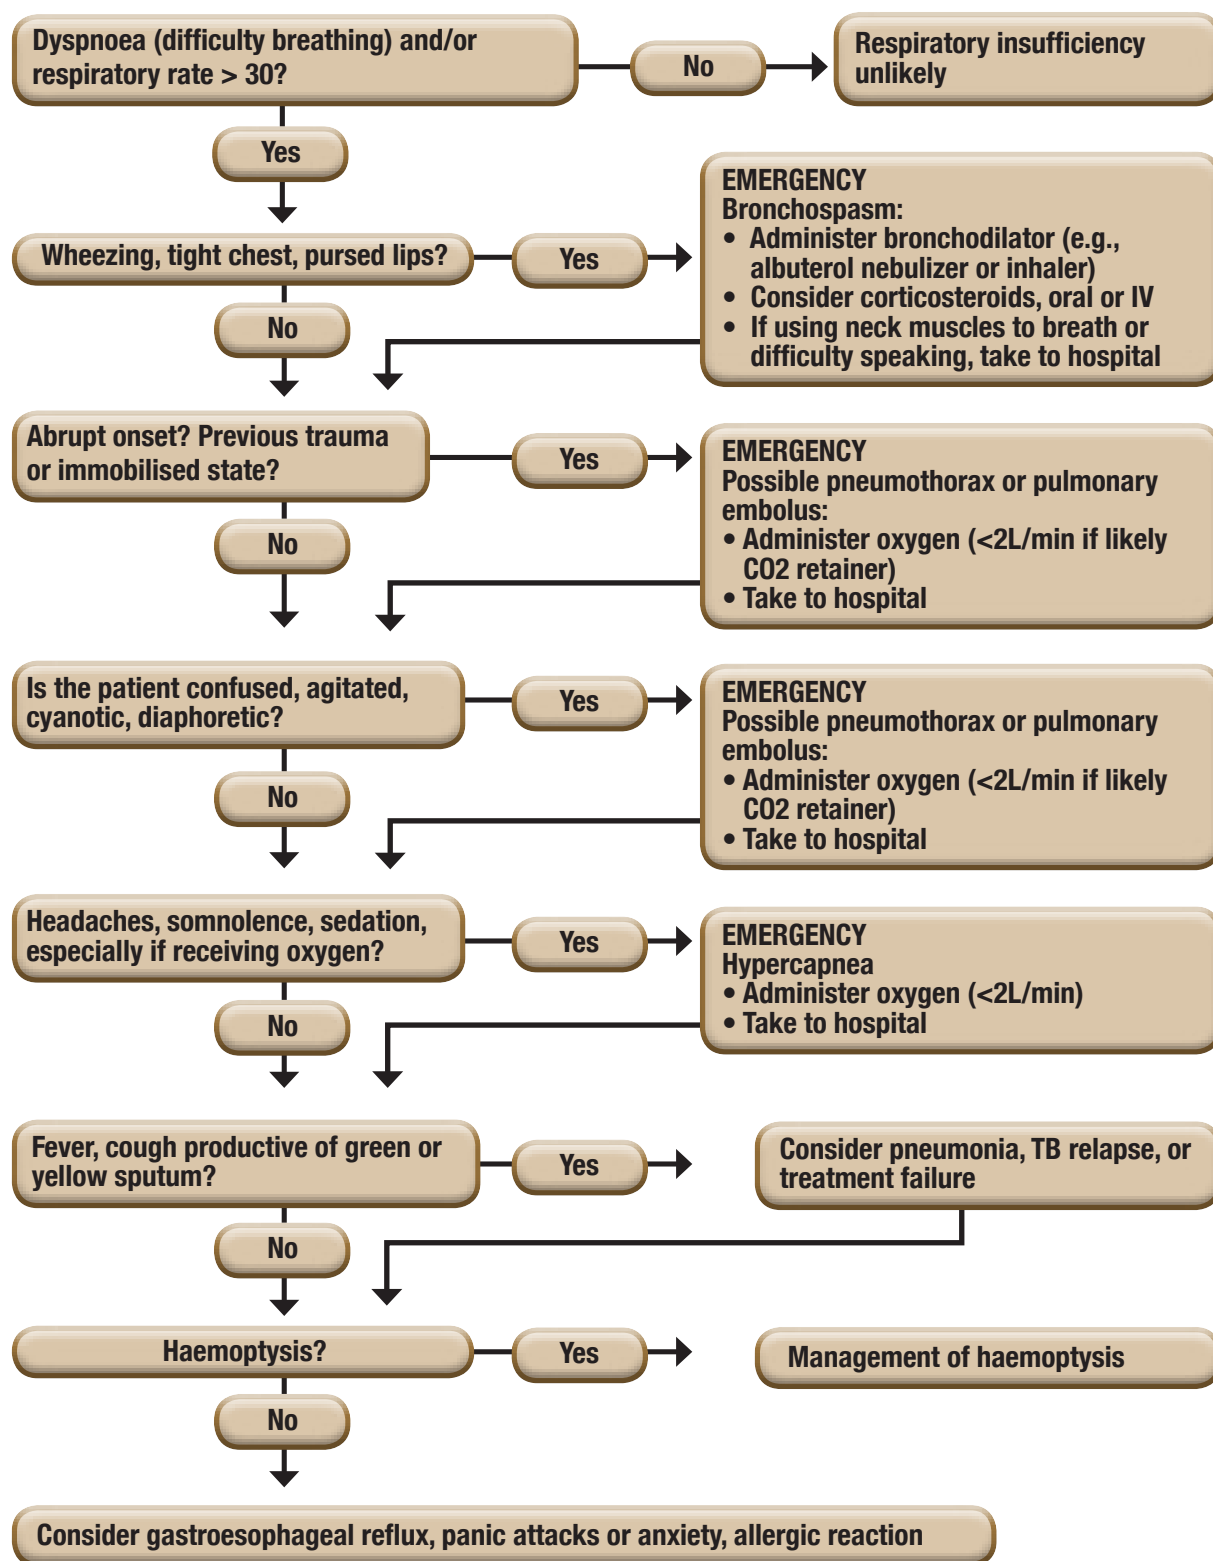 Dyspnoea (difficulty breathing) and/or
respiratory rate > 30?
No
Respiratory insufficiency
unlikely
Yes
Wheezing, tight chest, pursed lips?
Yes
EMERGENCY
Bronchospasm:
• Administer bronchodilator (e.g.,
albuterol nebulizer or inhaler)
• Consider corticosteroids, oral or IV
• If using neck muscles to breath or
difficulty speaking, take to hospital
No
Abrupt onset? Previous trauma
or immobilised state?
Yes
EMERGENCY
Possible pneumothorax or pulmonary
embolus:
• Administer oxygen (<2L/min if likely
CO2 retainer)
• Take to hospital
No
Is the patient confused, agitated,
cyanotic, diaphoretic?
Yes
EMERGENCY
Possible pneumothorax or pulmonary
embolus:
• Administer oxygen (<2L/min if likely
CO2 retainer)
• Take to hospital
No
Headaches, somnolence, sedation,
especially if receiving oxygen?
Yes
EMERGENCY
Hypercapnea
• Administer oxygen (<2L/min)
• Take to hospital
No
Fever, cough productive of green or
yellow sputum?
Yes
Consider pneumonia, TB relapse, or
treatment failure
No
Haemoptysis?
Yes
Management of haemoptysis
No
Consider gastroesophageal reflux, panic attacks or anxiety, allergic reaction